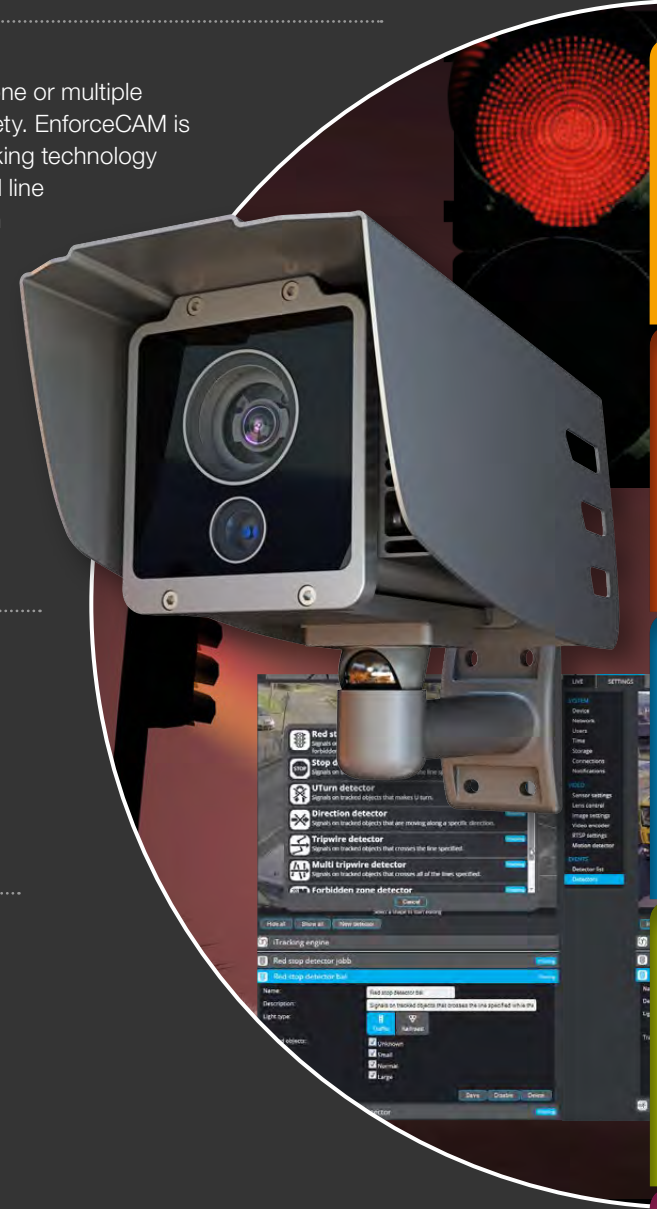 ne or multiple
ety. EnforceCAM is
king technology
l line
Red st
Signals o
forbidden
STOP
Stop d
Signals on t
line sp
UTurn detector
Signals on tracked objects that makes U turn.
Direction detector
Signals on tracked objects that are moving along a specific direction.
Tripwire detector
Signals on tracked objects that crosses the line specified.
Multi tripwire detector
Signals on tracked objects that crosses all of the lines specified.
Forbidden zone detector
Cancel
Select a shape to start editing
Hide all
Show all
New detector
iTracking engine
Red stop detector jobb
Red stop detector bal
Name:
Red stop detector bal
Description:
Signals on tracked objects that crosses the line specified while the
Light type:
Traffic
Railroad
d objects:
Unknown
Small
Normal
Large
Save
Disable
Delete
tector
LIVE
SETTINGS
SYSTEM
Device
Network
Users
Time
Storage
Connections
Notifications
VIDEO
Sensor settings
Lens control
Image settings
Video encoder
RTSP settings
Motion detector
EVENTS
Detector list
Detectors